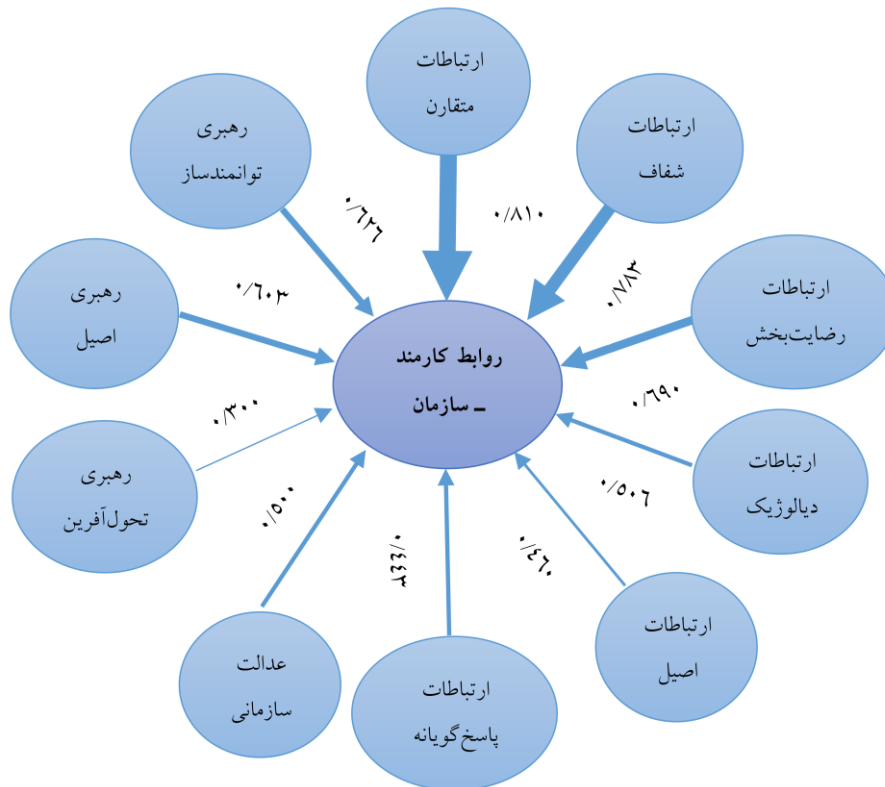 ارتباطات
متقارن
ارتباطات
شفاف
رهبری
توانمندساز
۰/۸۱۰
۰/۶۲۶
۰/۷۸۳
ارتباطات
رضایت‌بخش
رهبری
اصیل
۰/۶۰۳
روابط کارمند
ـ سازمان
۰/۶۹۰
۰/۳۰۰
ارتباطات
دیالوژیک
رهبری
تحول‌آفرین
۰/۵۰۶
۰/۵۰۰
۰/۴۴۳
۰/۴۶۰
ارتباطات
اصیل
عدالت
سازمانی
ارتباطات
پاسخ‌گویانه